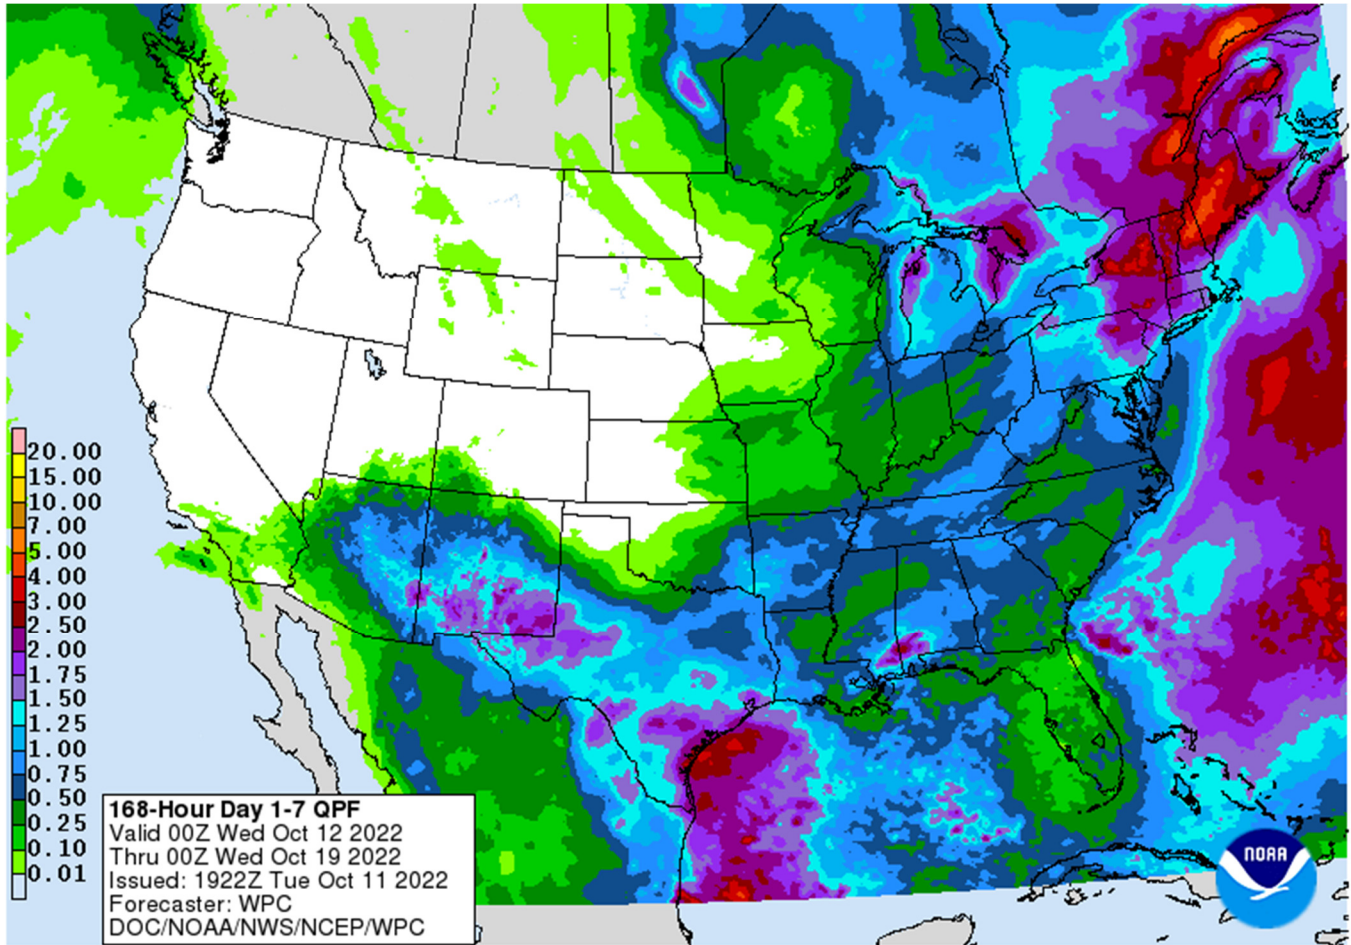 20.00
15.00
10.00
7.00
5.00
4.00
3.00
2.50
2.00
1.75
1.50
1.25
1.00
0.75
0.50
0.25
0.10
0.01
168-Hour Day 1-7 QPF
Valid 00Z Wed Oct 12 2022
Thru 00Z Wed Oct 19 2022
Issued: 1922Z Tue Oct 11 2022
Forecaster: WPC
DOC/NOAA/NWS/NCEP/WPC
NOAA